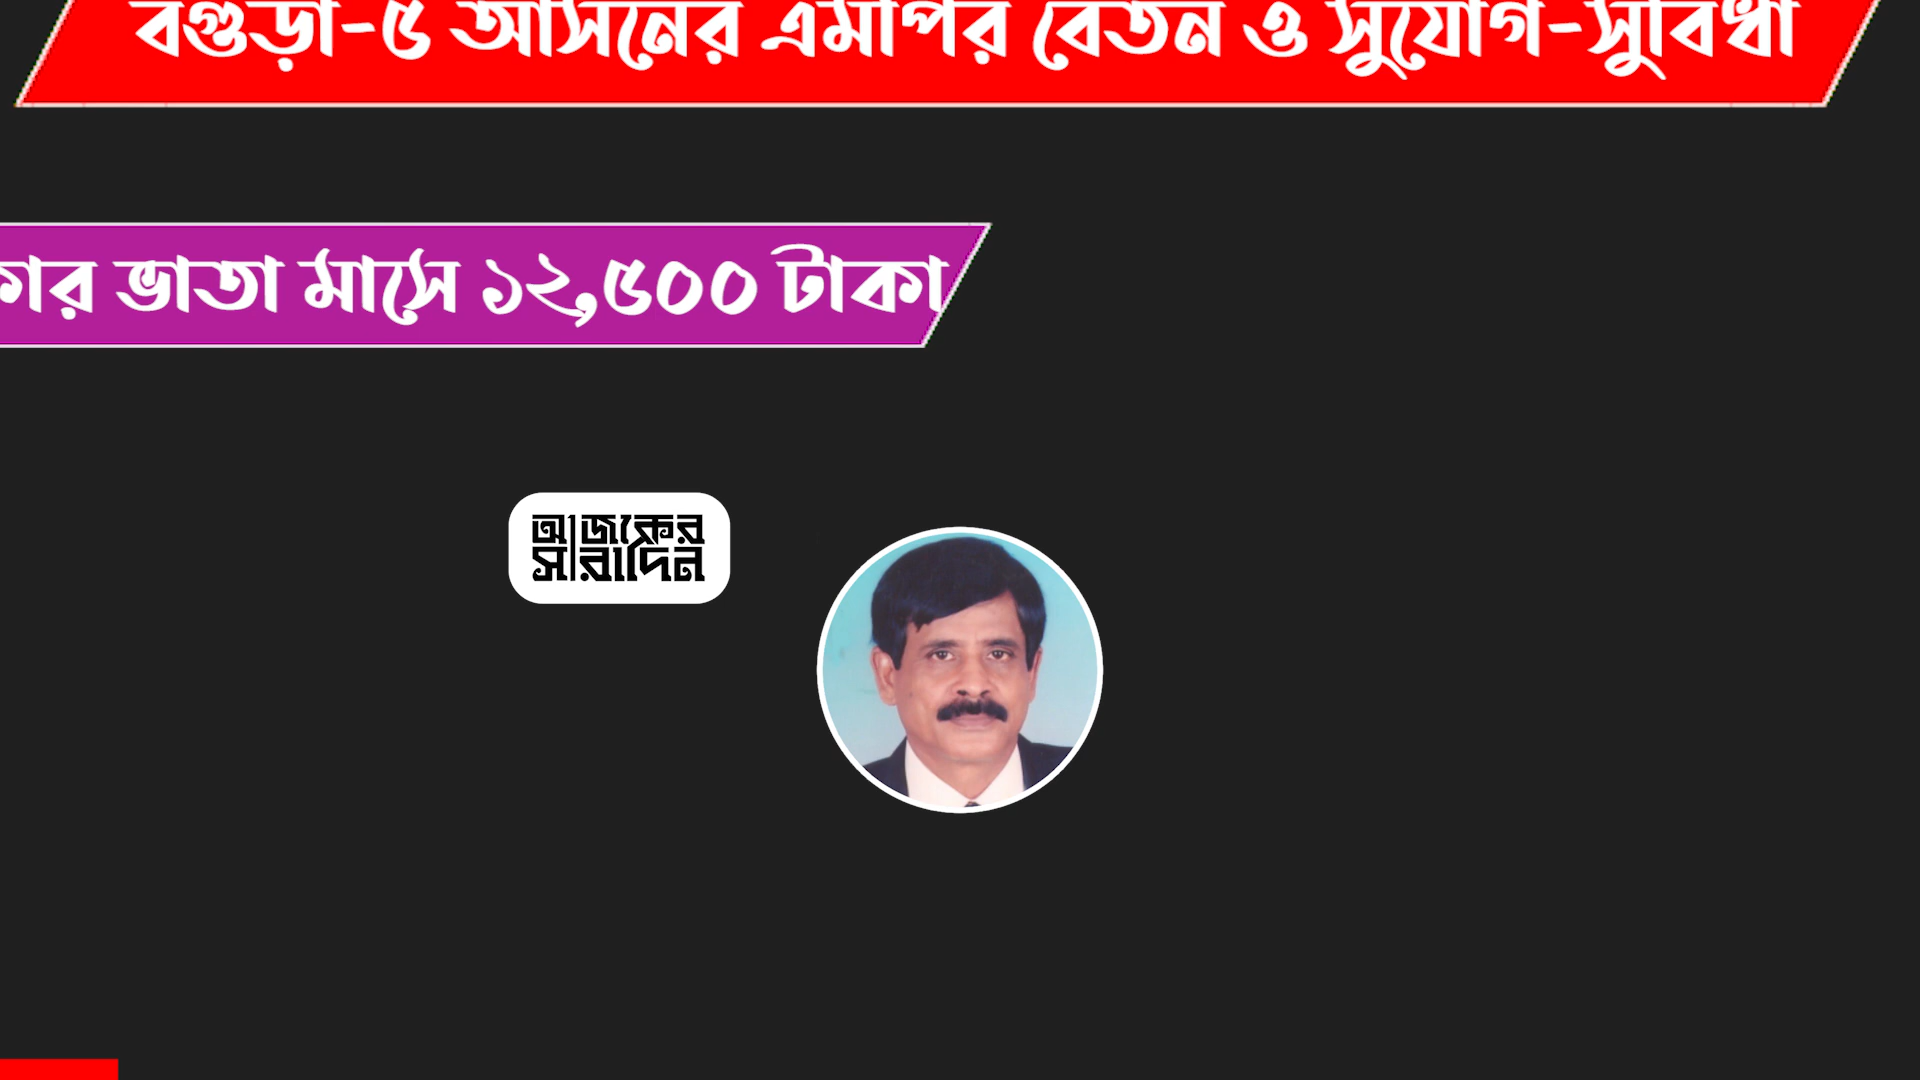 বগুড়া-৫ আসনের এমপির বেতন ও সুযোগ-সুবিধা
ভাতা মাসে ১২,৫০০ টাকা
আজকের
সারাদিন